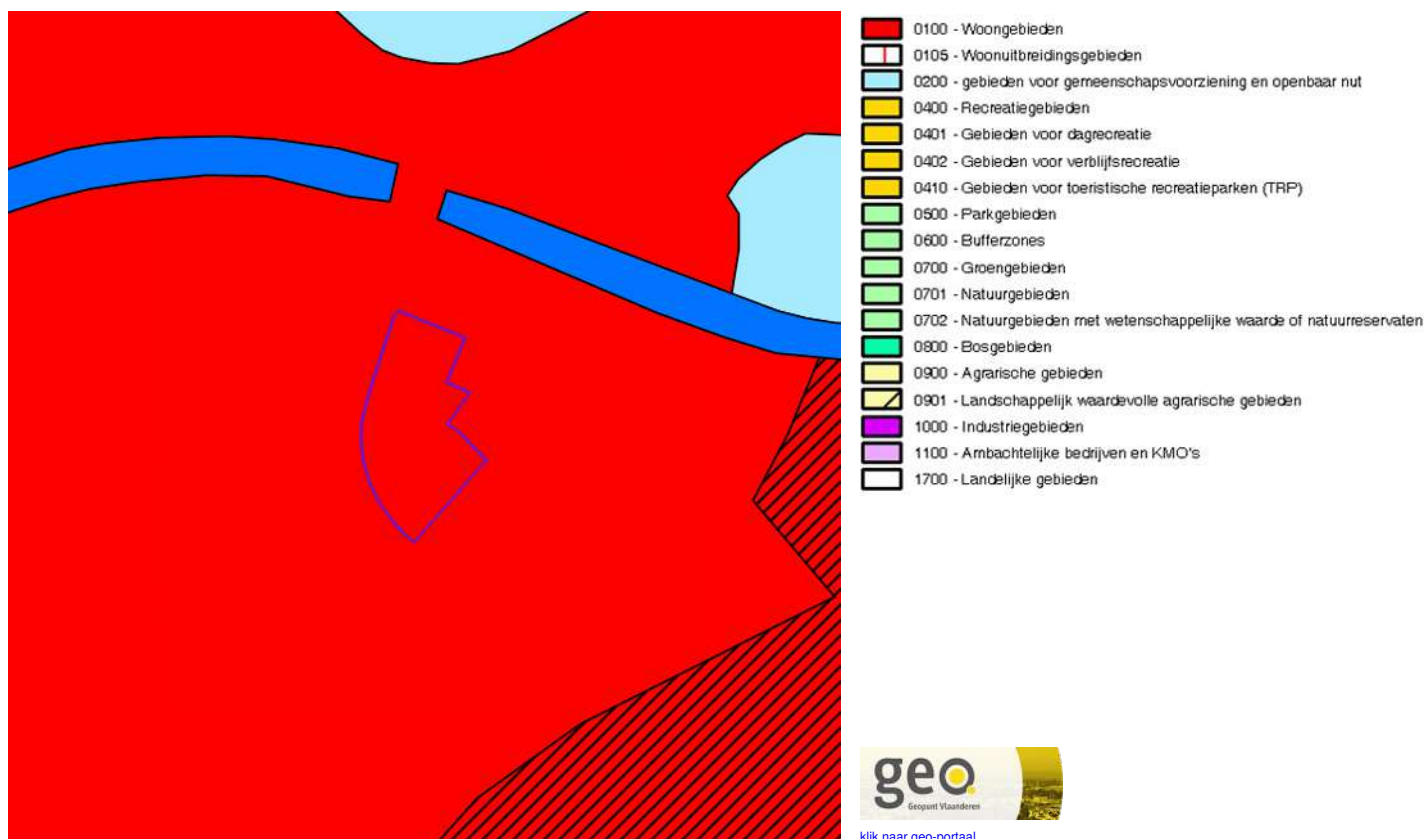 0100 - Woongebieden
0105 - Woonuitbreidingsgebieden
0200 - gebieden voor gemeenschapsvoorziening en openbaar nut
0400 - Recreatiegebieden
0401 - Gebieden voor dagrecreatie
0402 - Gebieden voor verblijfsrecreatie
0410 - Gebieden voor toeristische recreatieparken (TRP)
0500 - Parkgebieden
0600 - Bufferzones
0700 - Groengebieden
0701 - Natuurgebieden
0702 - Natuurgebieden met wetenschappelijke waarde of natuurreservaten
0800 - Bosgebieden
0900 - Agrarische gebieden
0901 - Landschappelijk waardevolle agrarische gebieden
1000 - Industriegebieden
1100 - Ambachtelijke bedrijven en KMO's
1700 - Landelijke gebieden
geo
Geopunt Vlaanderen
klik naar geo-portaal